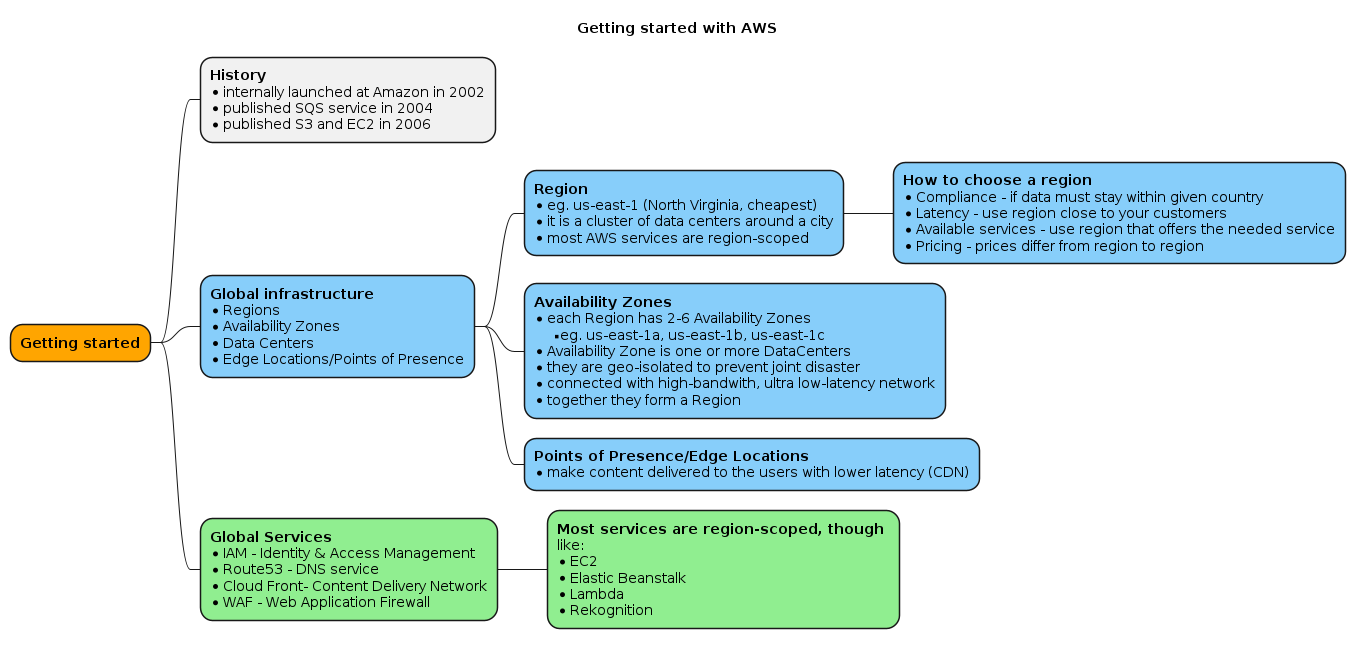 Getting started with AWS
History
• internally launched at Amazon in 2002
• published SQS service in 2004
• published S3 and EC2 in 2006
Region
• eg. us-east-1 (North Virginia, cheapest)
• it is a cluster of data centers around a city
• most AWS services are region-scoped
How to choose a region
• Compliance - if data must stay within given country
• Latency - use region close to your customers
• Available services - use region that offers the needed service
• Pricing - prices differ from region to region
Getting started
Global infrastructure
• Regions
• Availability Zones
• Data Centers
• Edge Locations/Points of Presence
Availability Zones
• each Region has 2-6 Availability Zones
▪ eg. us-east-1a, us-east-1b, us-east-1c
• Availability Zone is one or more DataCenters
• they are geo-isolated to prevent joint disaster
• connected with high-bandwith, ultra low-latency network
• together they form a Region
Points of Presence/Edge Locations
• make content delivered to the users with lower latency (CDN)
Global Services
• IAM - Identity & Access Management
• Route53 - DNS service
• Cloud Front- Content Delivery Network
• WAF - Web Application Firewall
Most services are region-scoped, though
like:
• EC2
• Elastic Beanstalk
• Lambda
• Rekognition